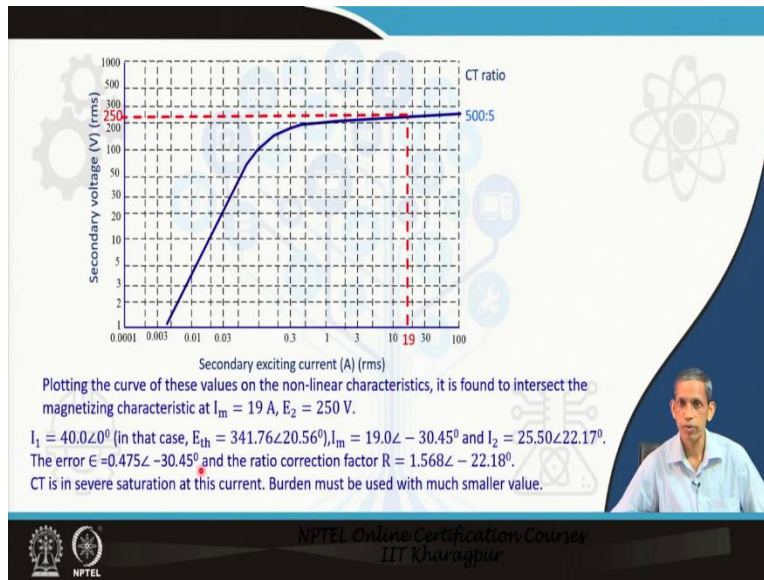 1000
500
300
250
200
100
50
30
20
10
5
3
2
1
Secondary voltage (V) (rms)
CT ratio
500:5
0.0001 0.003 0.01 0.03 0.3 1 3 10 19 30 100
Secondary exciting current (A) (rms)
Plotting the curve of these values on the non-linear characteristics, it is found to intersect the
magnetizing characteristic at Iₘ = 19 A, E₂ = 250 V.
I₁ = 40.0∠0⁰ (in that case, Eₜₕ = 341.76∠20.56⁰),Iₘ = 19.0∠ − 30.45⁰ and I₂ = 25.50∠22.17⁰.
The error ∈ =0.475∠ −30.45⁰ and the ratio correction factor R = 1.568∠ − 22.18⁰.
CT is in severe saturation at this current. Burden must be used with much smaller value.
NPTEL Online Certification Courses
IIT Kharagpur
NPTEL